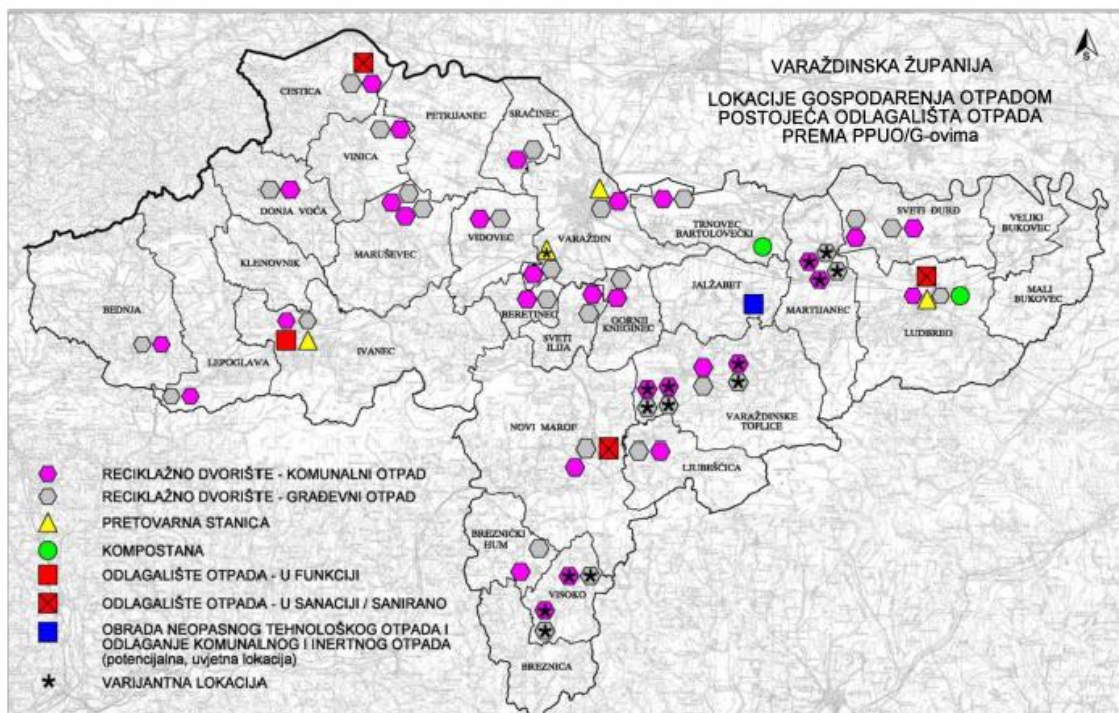 VARAŽDINSKA ŽUPANIJA
LOKACIJE GOSPODARENJA OTPADOM
POSTOJEĆA ODLAGALIŠTA OTPADA
PREMA PPUO/G-ovima
S
CESTICA
PETRIJANEC
SRAČINEC
VINICA
DONJA VOĆA
MARUŠEVEC
VIDOVEC
VARAŽDIN
TRNOVEC
BARTOLOVEČKI
SVETI ĐURĐ
VELIKI
BUKOVEC
KLENOVNIK
BEDNJA
LEPOGLAVA
IVANEC
BERETINEC
SVETI
ILIJA
GORNJI
KNEGINEC
JALŽABET
MARTIJANEC
LUDBREG
MALI
BUKOVEC
NOVI MAROF
VARAŽDINSKE
TOPLICE
LJUBEŠĆICA
BREZNIČKI
HUM
VISOKO
BREZNICA
RECIKLAŽNO DVORIŠTE - KOMUNALNI OTPAD
RECIKLAŽNO DVORIŠTE - GRAĐEVNI OTPAD
PRETOVARNA STANICA
KOMPOSTANA
ODLAGALIŠTE OTPADA - U FUNKCIJI
ODLAGALIŠTE OTPADA - U SANACIJI / SANIRANO
OBRADA NEOPASNOG TEHNOLOŠKOG OTPADA I
ODLAGANJE KOMUNALNOG I INERTNOG OTPADA
(potencijalna, uvjetna lokacija)
VARIJANTNA LOKACIJA